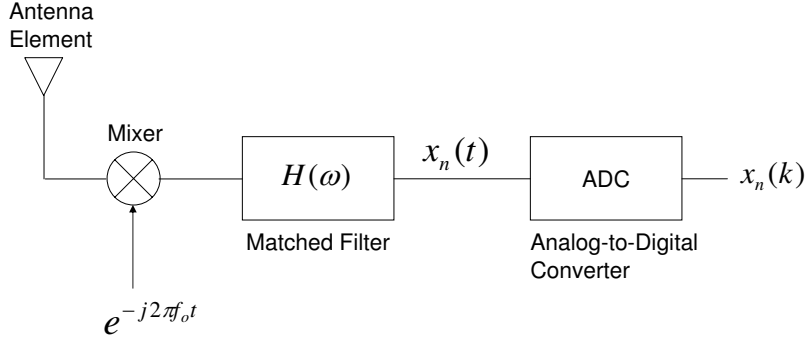 Antenna
Element
Mixer
H(ω)
x_n(t)
ADC
x_n(k)
Matched Filter
Analog-to-Digital
Converter
e^{-j2πf_o t}